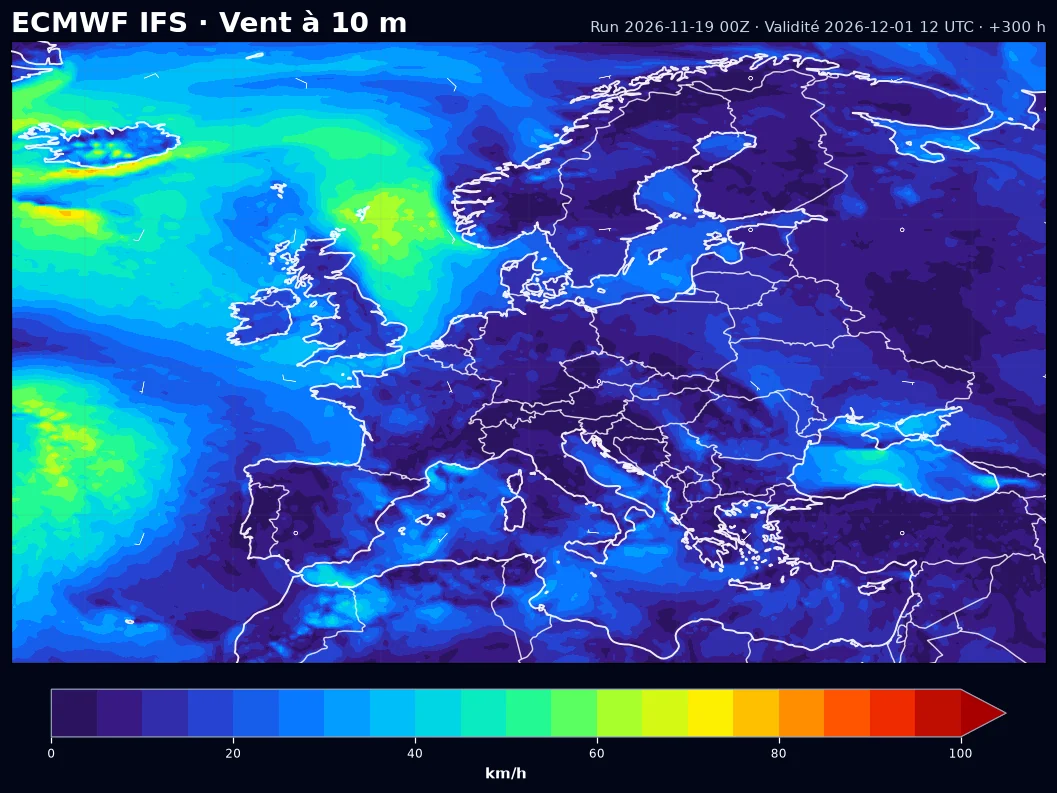 ECMWF IFS · Vent à 10 m
Run 2026-11-19 00Z · Validité 2026-12-01 12 UTC · +300 h
0 20 40 60 80 100
km/h